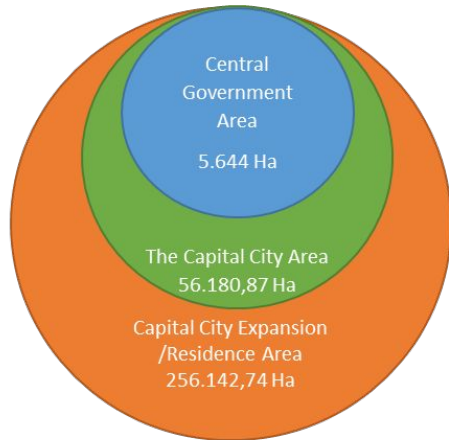 Central
Government
Area
5.644 Ha
The Capital City Area
56.180,87 Ha
Capital City Expansion
/Residence Area
256.142,74 Ha